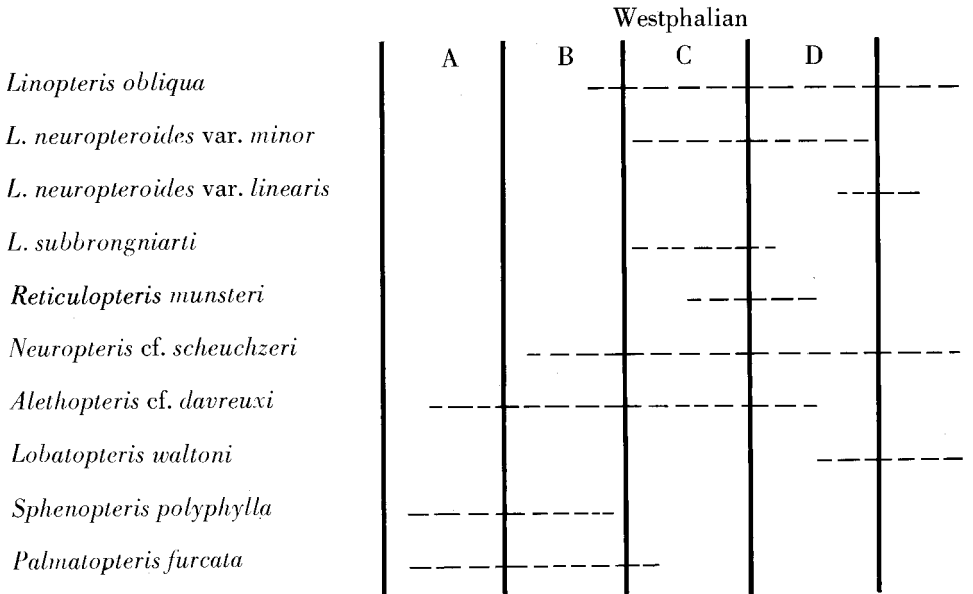 Westphalian
A B C D
Linopteris obliqua
L. neuropteroides var. minor
L. neuropteroides var. linearis
L. subbrongniarti
Reticulopteris munsteri
Neuropteris cf. scheuchzeri
Alethopteris cf. davreuxi
Lobatopteris waltoni
Sphenopteris polyphylla
Palmatopteris furcata